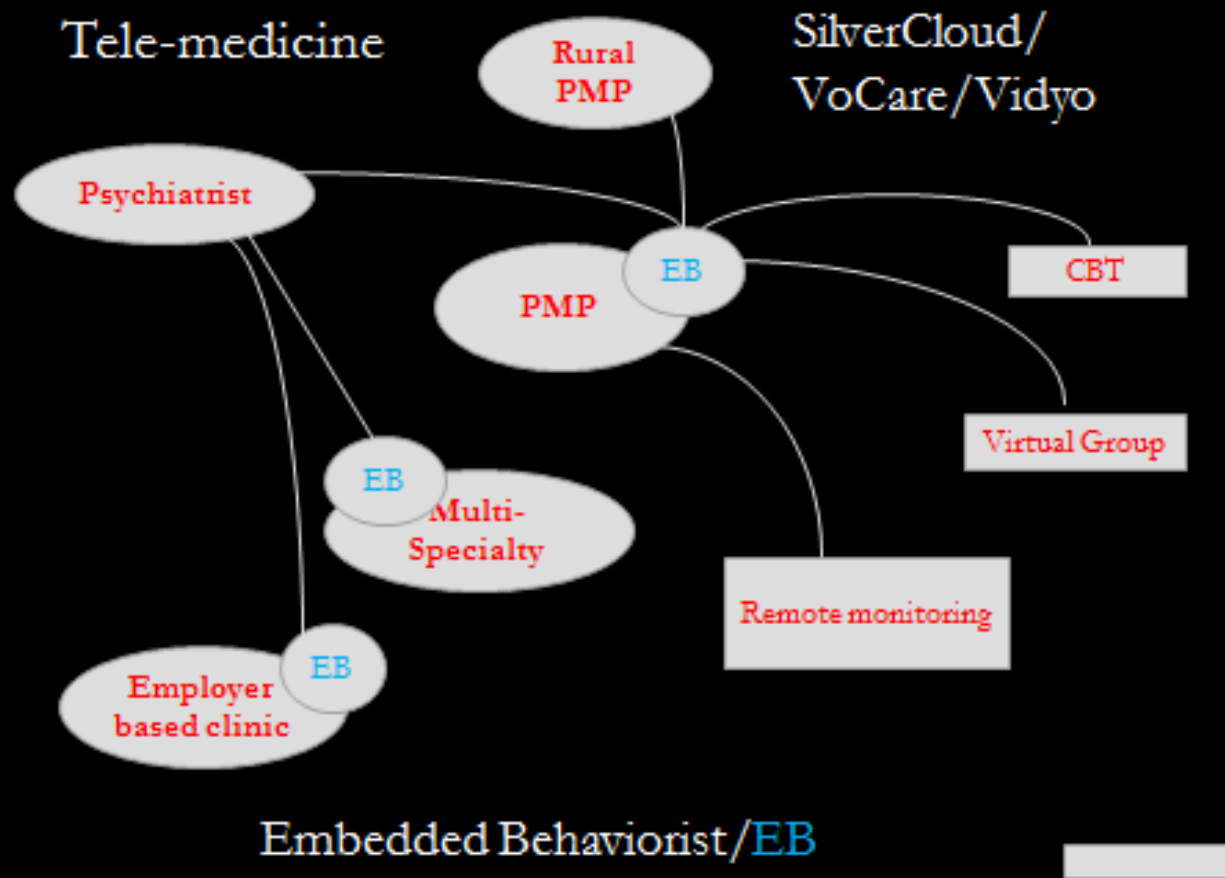 Tele-medicine
SilverCloud/
VoCare/Vidyo
Rural
PMP
Psychiatrist
EB
PMP
CBT
Virtual Group
EB
Multi-
Specialty
Remote monitoring
EB
Employer
based clinic
Embedded Behaviorist/EB